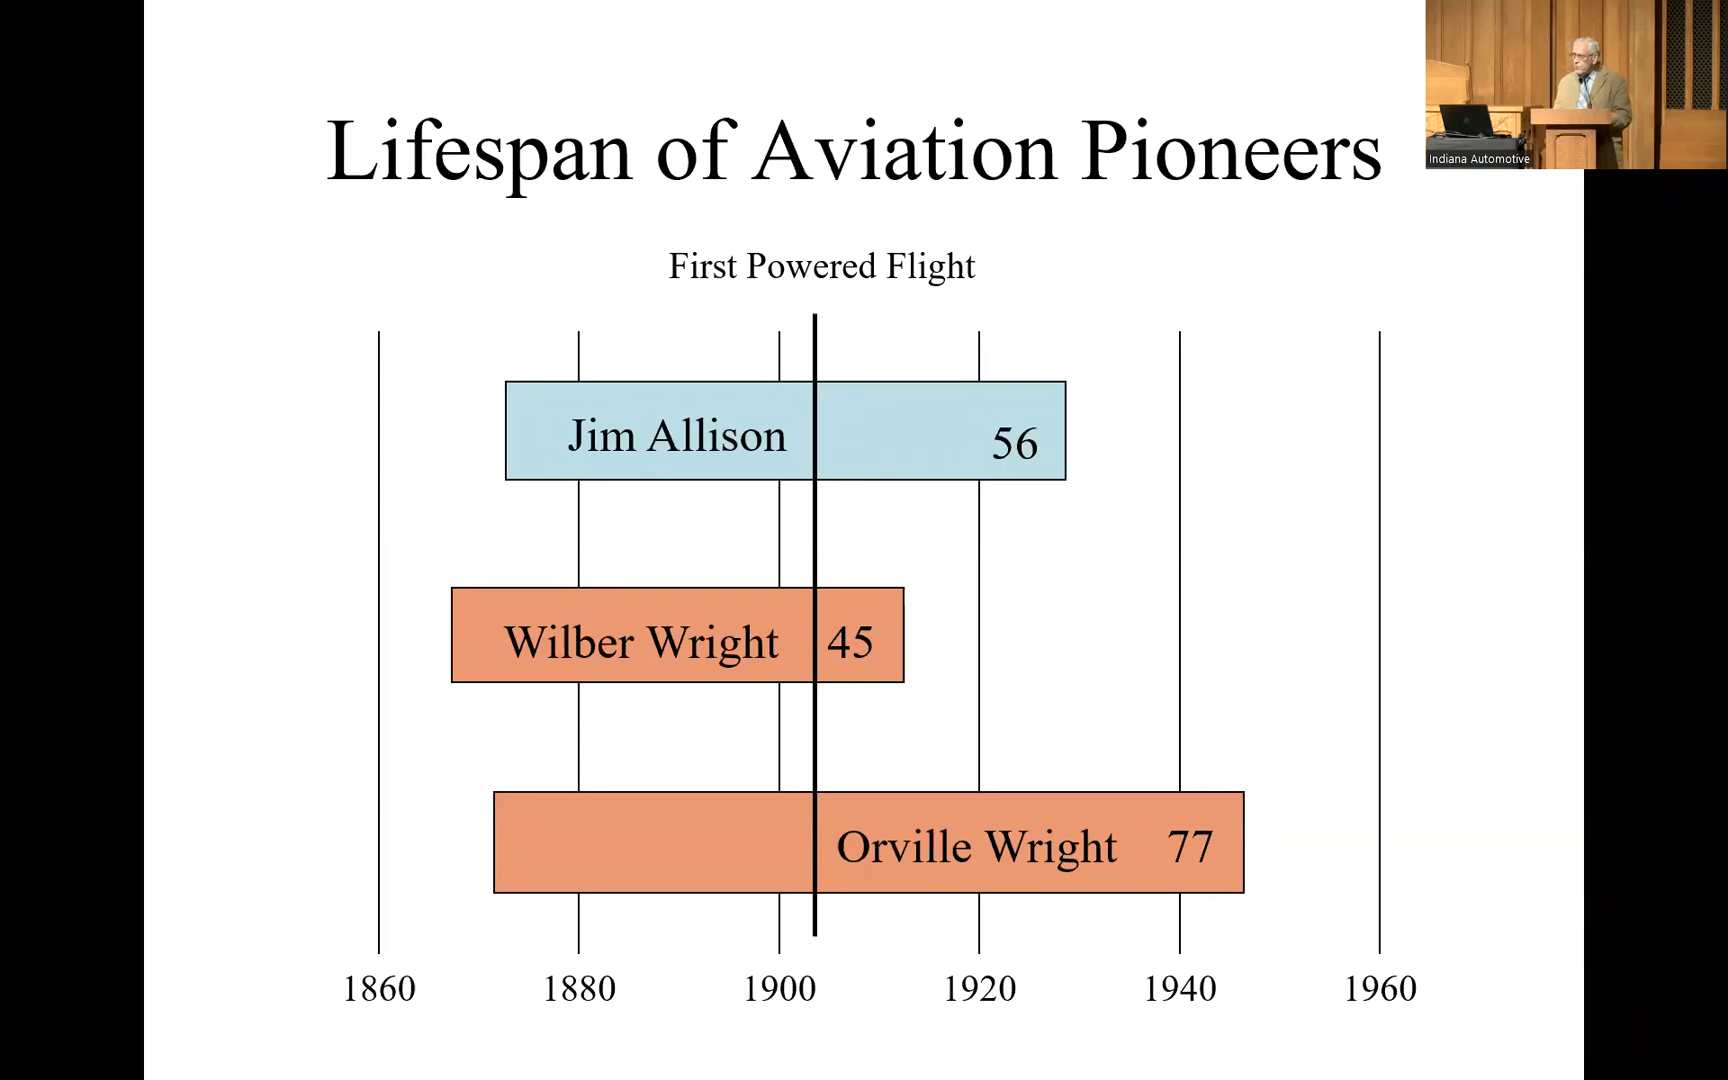 Lifespan of Aviation Pioneers
Indiana Automotive
First Powered Flight
Jim Allison 56
Wilber Wright 45
Orville Wright 77
1860 1880 1900 1920 1940 1960